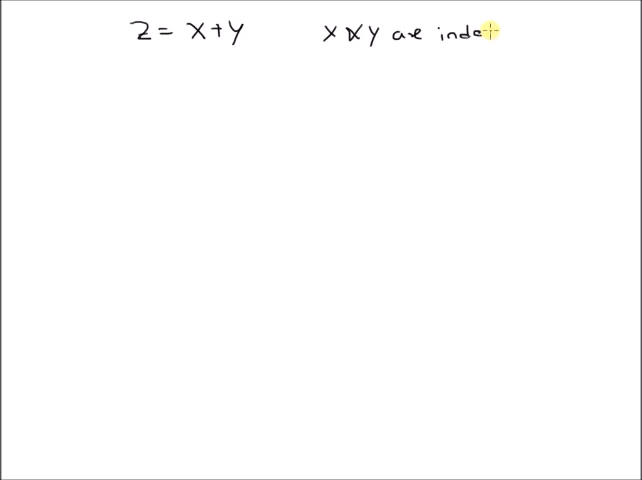 Z = X + Y X & Y are inde